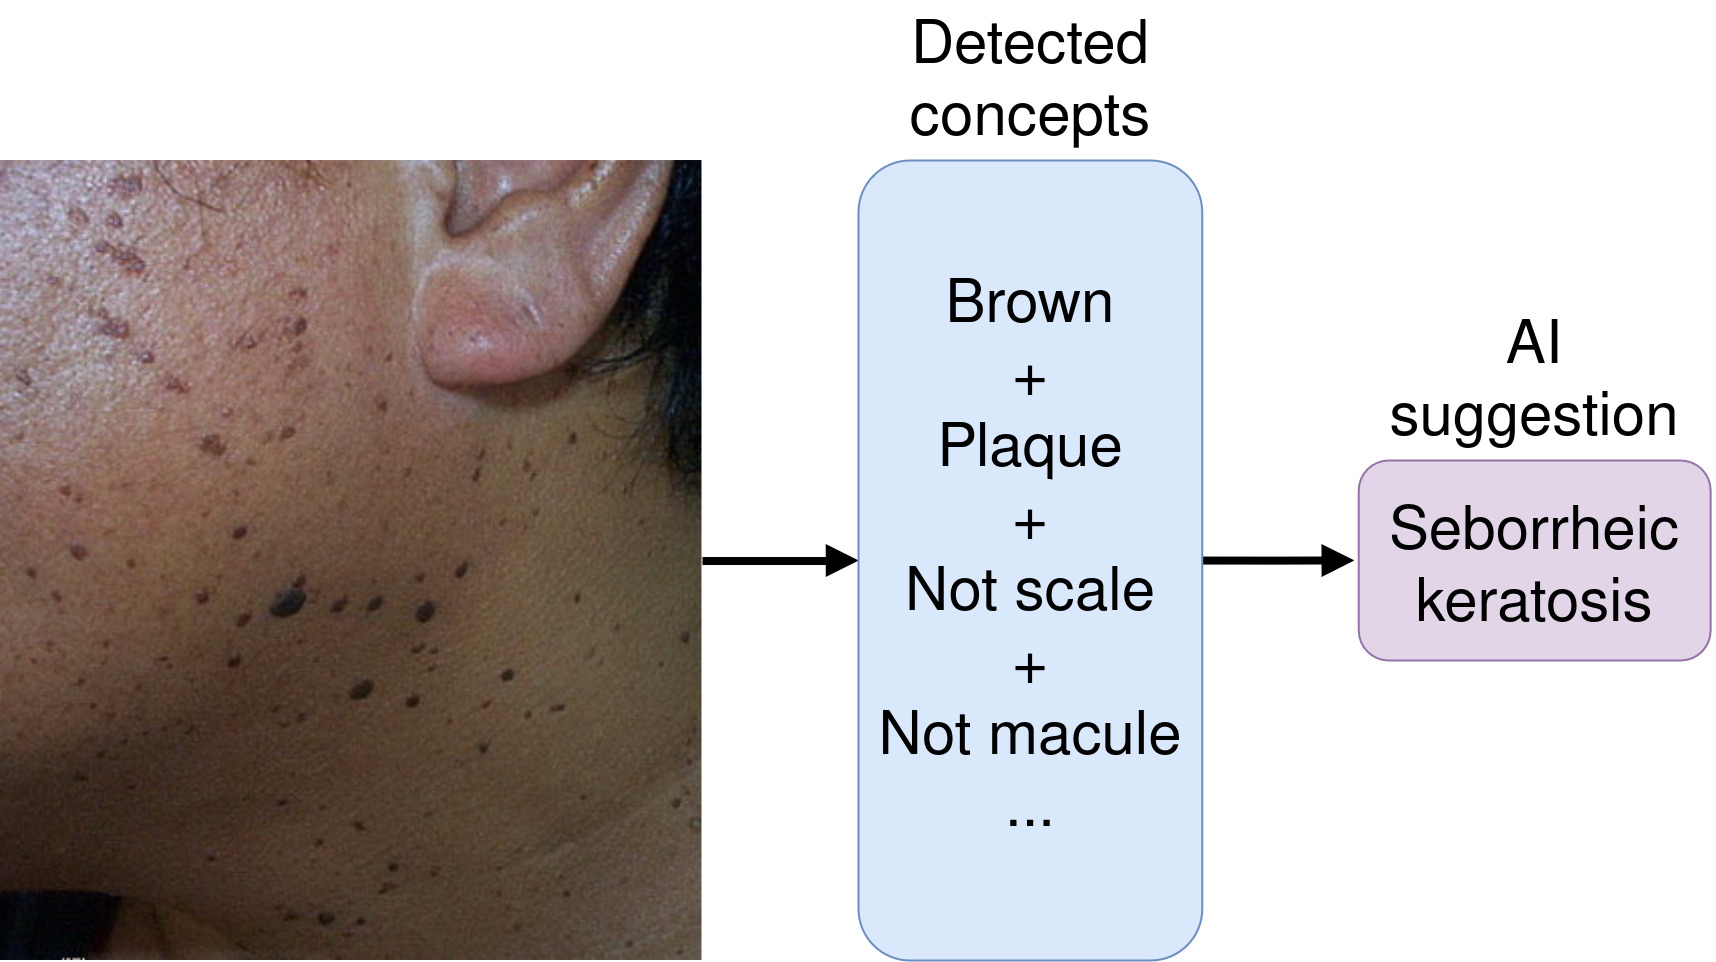 Detected
concepts
Brown
+
Plaque
+
Not scale
+
Not macule
...
AI
suggestion
Seborrheic
keratosis